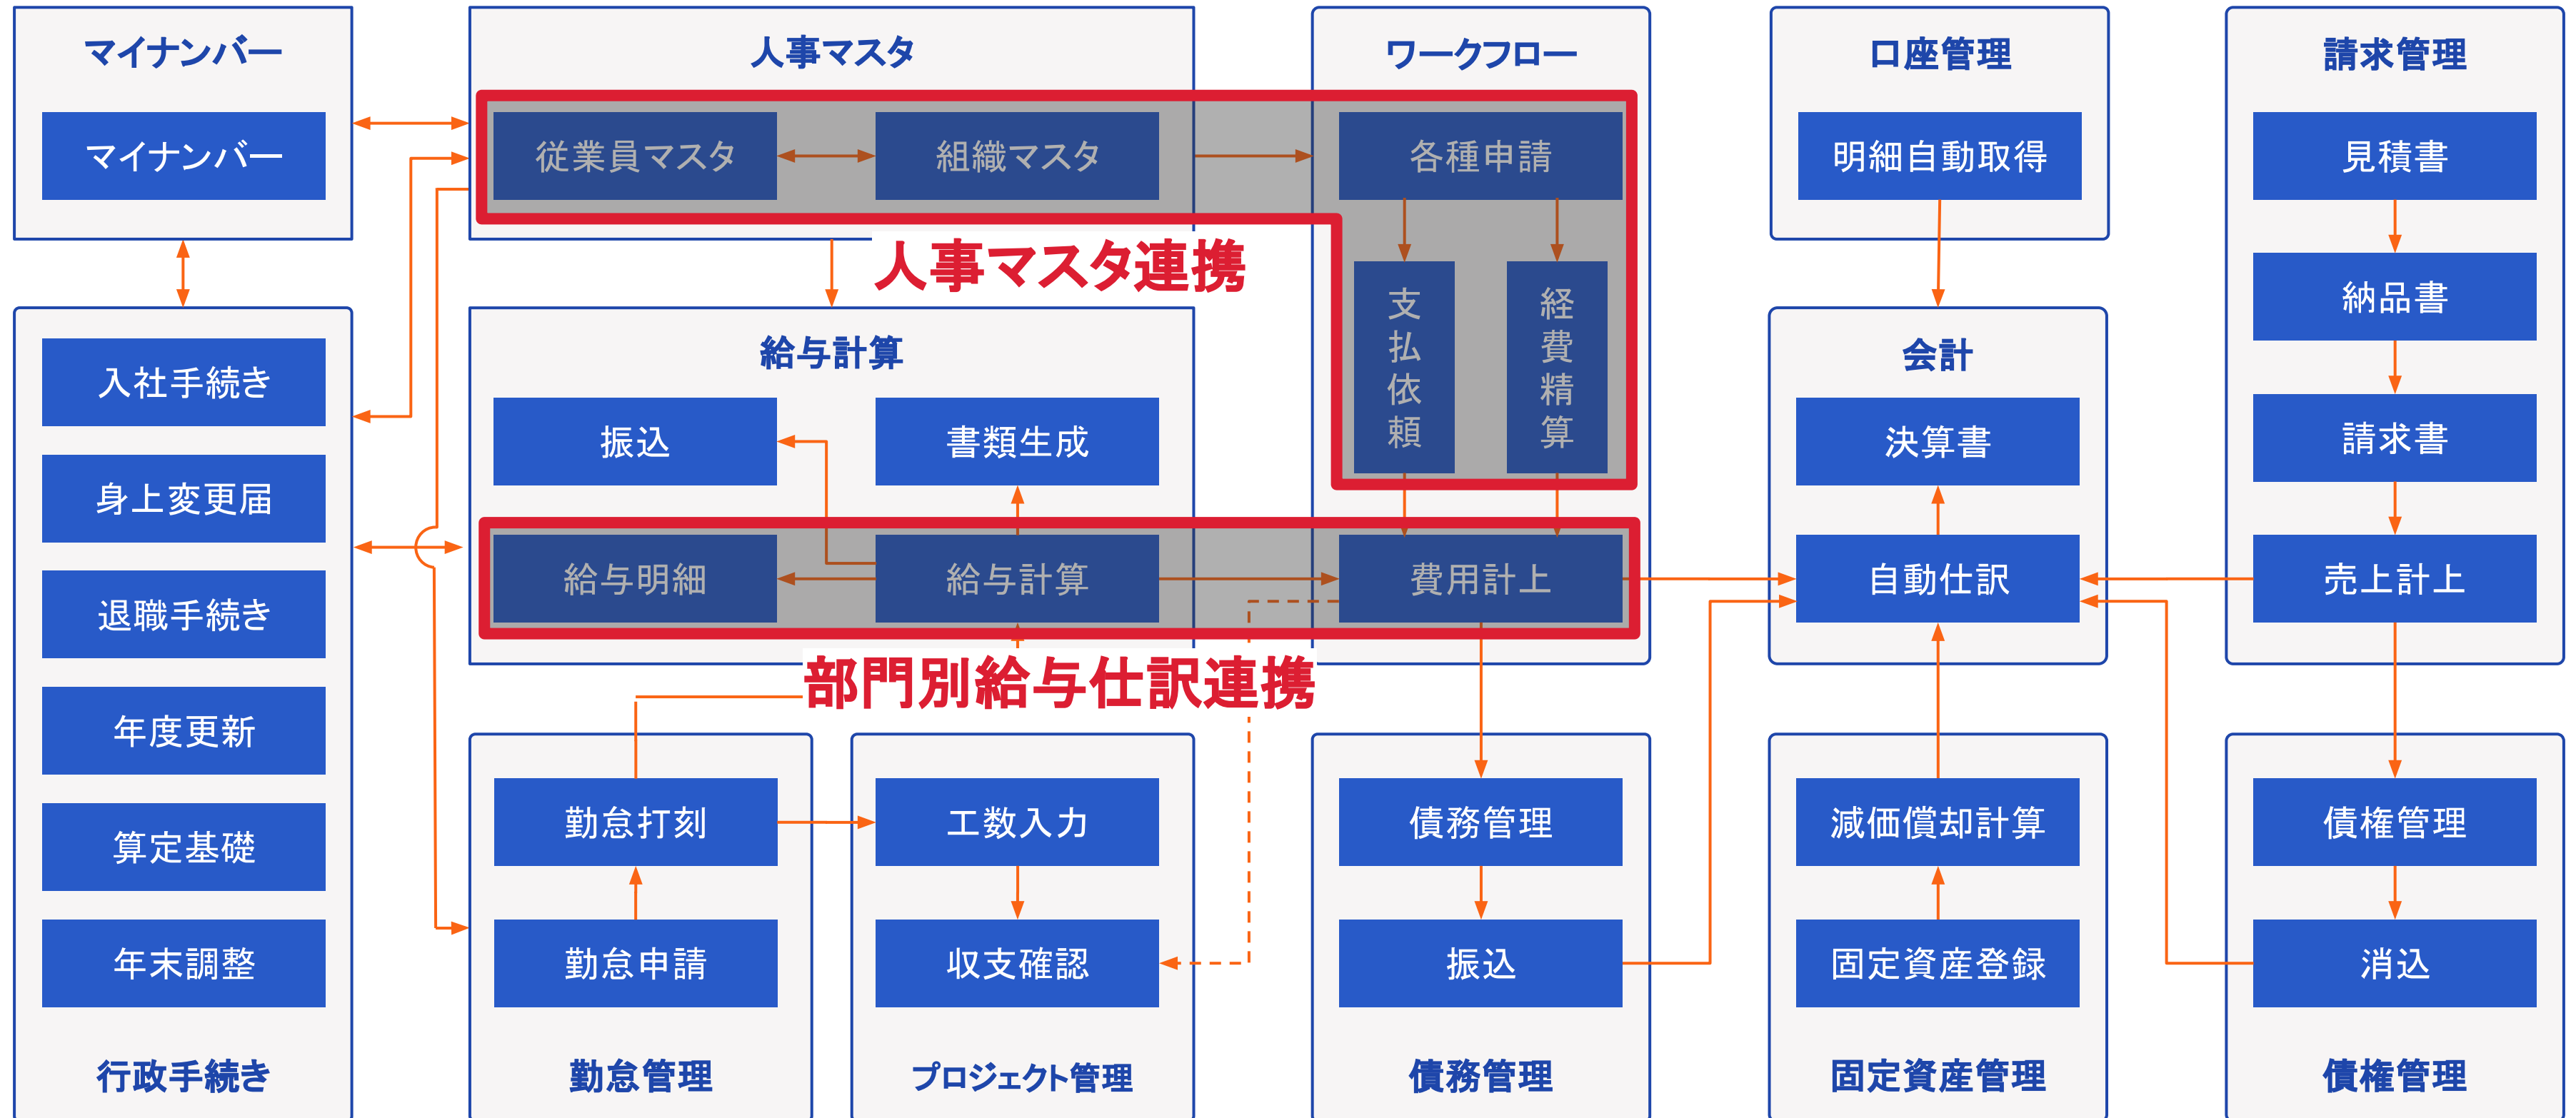 マイナンバー
マイナンバー
人事マスタ
従業員マスタ
組織マスタ
ワークフロー
各種申請
支払依頼
経費精算
費用計上
人事マスタ連携
口座管理
明細自動取得
請求管理
見積書
納品書
請求書
売上計上
入社手続き
身上変更届
退職手続き
年度更新
算定基礎
年末調整
行政手続き
給与計算
振込
書類生成
給与明細
給与計算
部門別給与仕訳連携
会計
決算書
自動仕訳
勤怠打刻
勤怠申請
勤怠管理
工数入力
収支確認
プロジェクト管理
債務管理
振込
債務管理
減価償却計算
固定資産登録
固定資産管理
債権管理
消込
債権管理